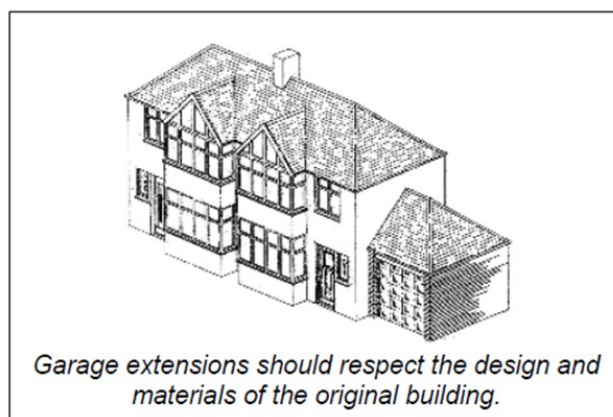 Garage extensions should respect the design and
materials of the original building.